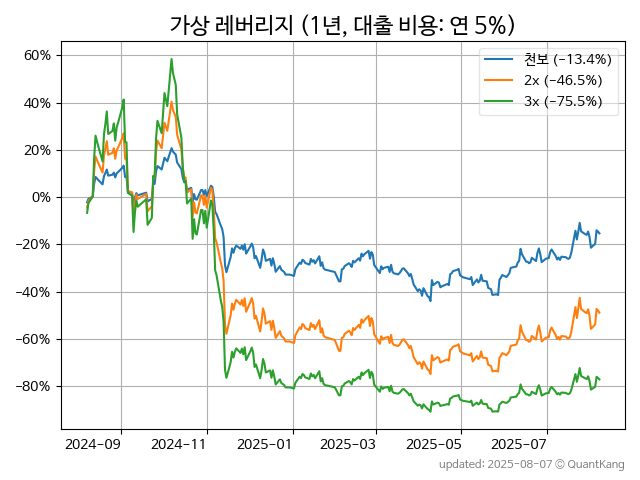 가상 레버리지 (1년, 대출 비용: 연 5%)
천보 (−13.4%)
2x (−46.5%)
3x (−75.5%)
60%
40%
20%
0%
−20%
−40%
−60%
−80%
2024-09
2024-11
2025-01
2025-03
2025-05
2025-07
updated: 2025-08-07 © QuantKang